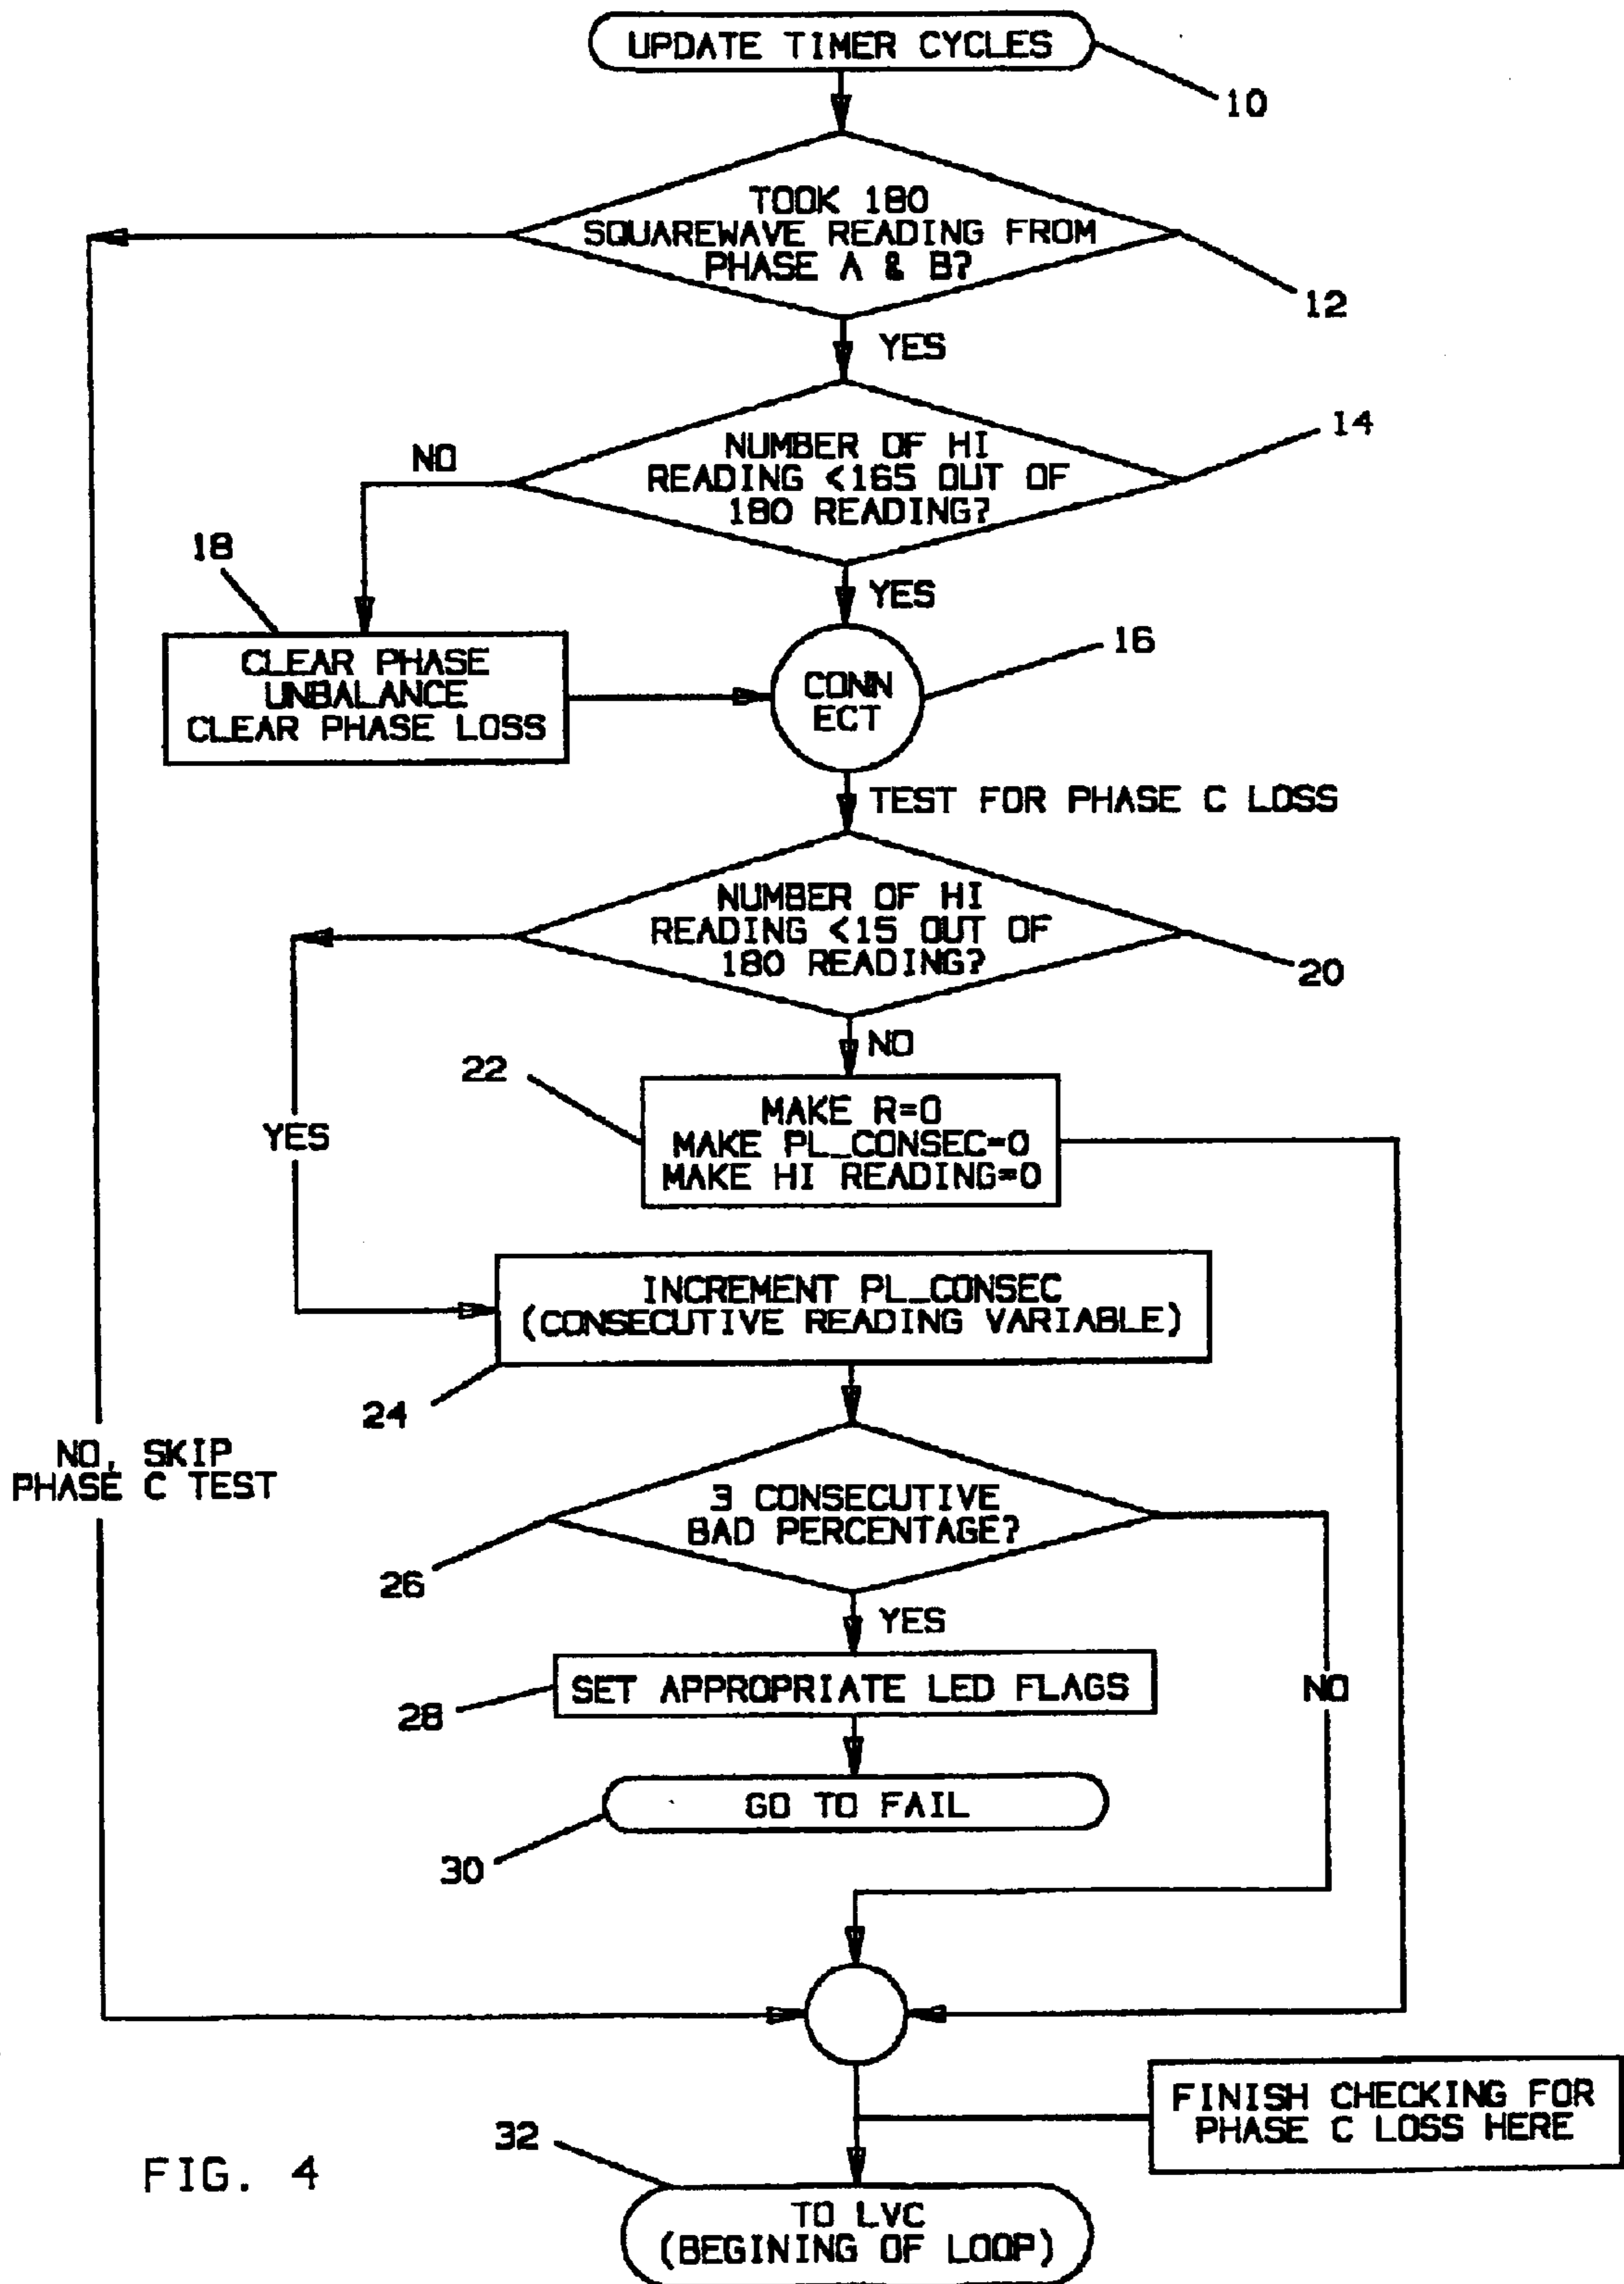 UPDATE TIMER CYCLES
10
TOOK 180
SQUAREWAVE READING FROM
PHASE A & B?
12
YES
NUMBER OF HI
READING <165 OUT OF
180 READING?
14
NO
YES
18
CLEAR PHASE
UNBALANCE
CLEAR PHASE LOSS
CONN
ECT
16
TEST FOR PHASE C LOSS
NUMBER OF HI
READING <15 OUT OF
180 READING?
20
NO
22
MAKE R=0
MAKE PL_CONSEC=0
MAKE HI READING=0
YES
INCREMENT PL_CONSEC
(CONSECUTIVE READING VARIABLE)
24
NO, SKIP
PHASE C TEST
3 CONSECUTIVE
BAD PERCENTAGE?
26
YES
SET APPROPRIATE LED FLAGS
28
NO
GO TO FAIL
30
FINISH CHECKING FOR
PHASE C LOSS HERE
32
TO LVC
(BEGINING OF LOOP)
FIG. 4